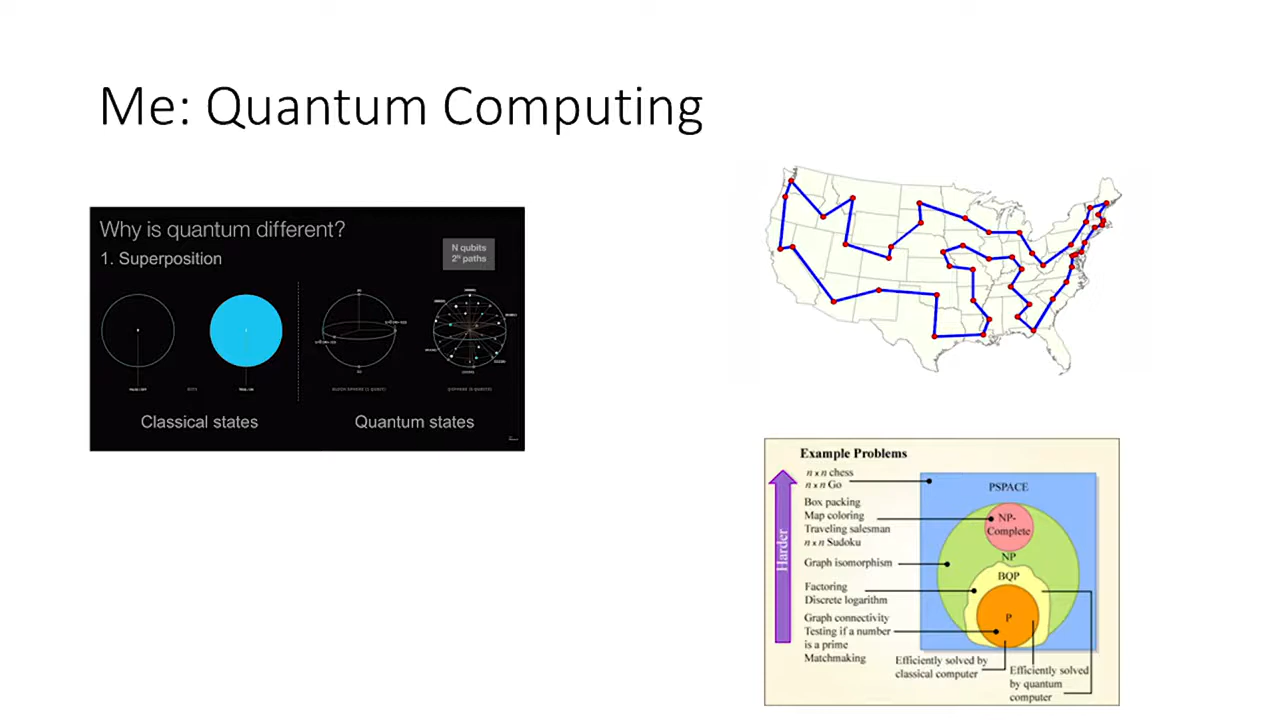 Me: Quantum Computing
Why is quantum different?
1. Superposition
N qubits
2ᴺ paths
Classical states
Quantum states
Example Problems
Harder
n x n chess
n x n Go
Box packing
Map coloring
Traveling salesman
n x n Sudoku
Graph isomorphism
Factoring
Discrete logarithm
Graph connectivity
Testing if a number
is a prime
Matchmaking
PSPACE
NP-
Complete
NP
BQP
P
Efficiently solved by
classical computer
Efficiently solved
by quantum
computer